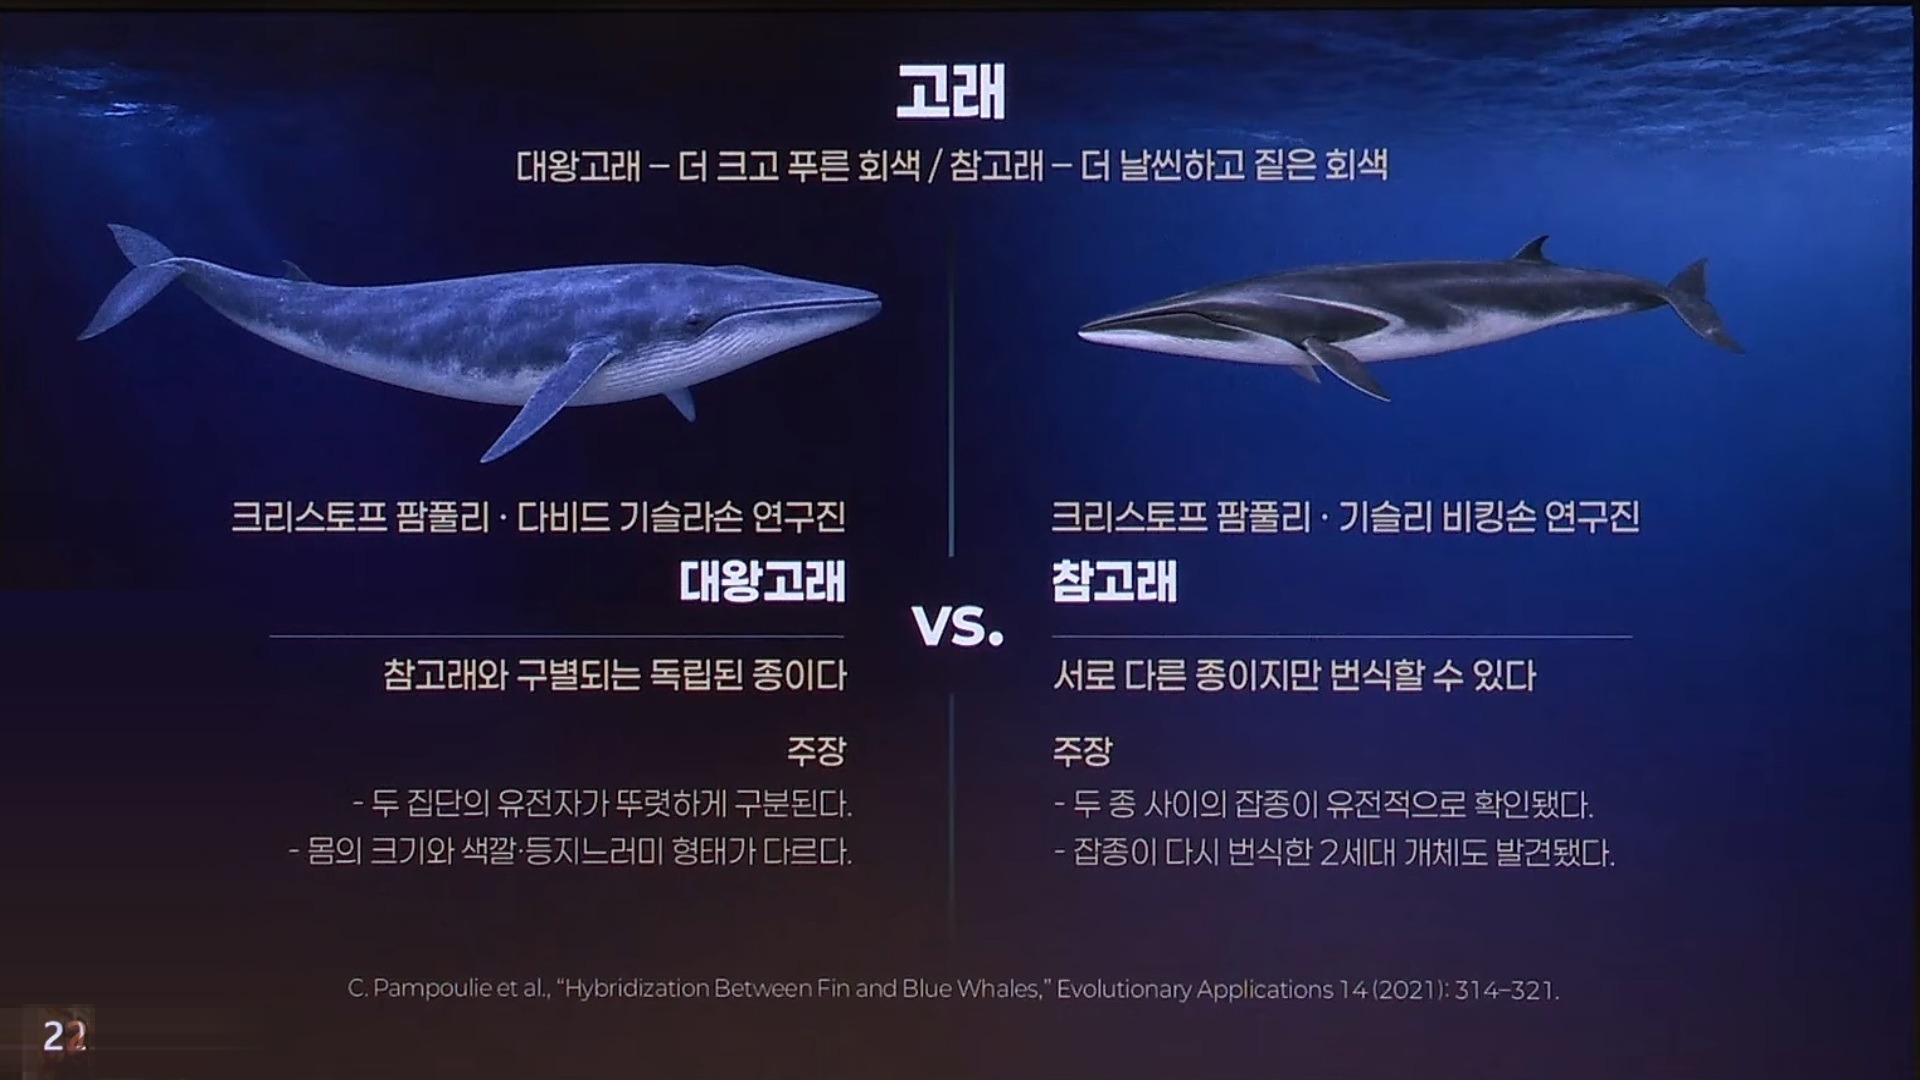 고래
대왕고래 – 더 크고 푸른 회색 / 참고래 – 더 날씬하고 짙은 회색
크리스토프 팜풀리 · 다비드 기슬라손 연구진
대왕고래
참고래와 구별되는 독립된 종이다
주장
- 두 집단의 유전자가 뚜렷하게 구분된다.
- 몸의 크기와 색깔·등지느러미 형태가 다르다.
vs.
크리스토프 팜풀리 · 기슬리 비킹손 연구진
참고래
서로 다른 종이지만 번식할 수 있다
주장
- 두 종 사이의 잡종이 유전적으로 확인됐다.
- 잡종이 다시 번식한 2세대 개체도 발견됐다.
C. Pampoulie et al., “Hybridization Between Fin and Blue Whales,” Evolutionary Applications 14 (2021): 314–321.
22